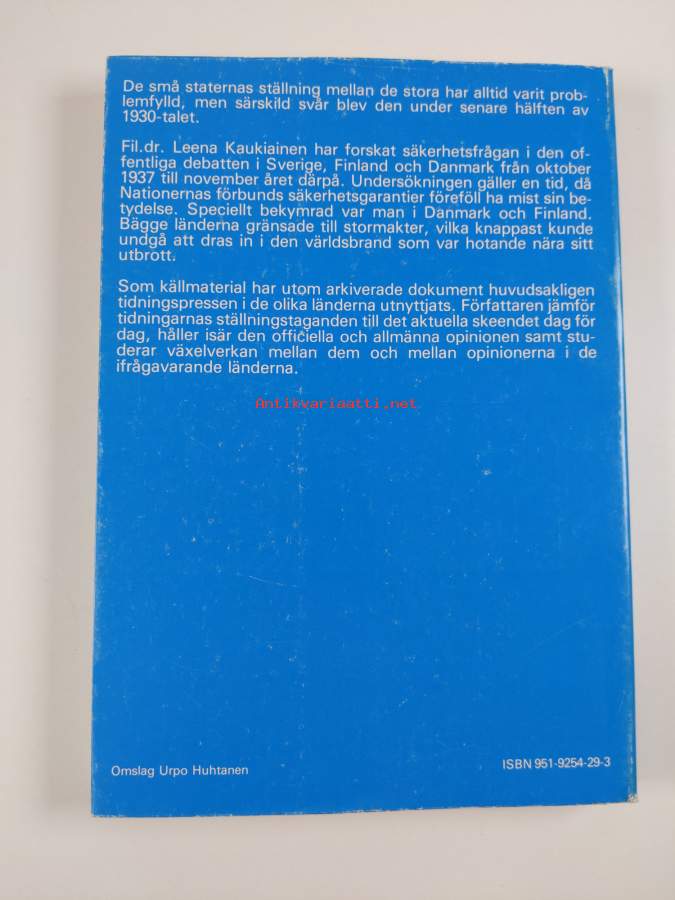 De små staternas ställning mellan de stora har alltid varit prob-
lemfylld, men särskild svår blev den under senare hälften av
1930-talet.
Fil.dr. Leena Kaukiainen har forskat säkerhetsfrågan i den of-
fentliga debatten i Sverige, Finland och Danmark från oktober
1937 till november året därpå. Undersökningen gäller en tid, då
Nationernas förbunds säkerhetsgarantier föreföll ha mist sin be-
tydelse. Speciellt bekymrad var man i Danmark och Finland.
Bägge länderna gränsade till stormakter, vilka knappast kunde
undgå att dras in i den världsbrand som var hotande nära sitt
utbrott.
Som källmaterial har utom arkiverade dokument huvudsakligen
tidningspressen i de olika länderna utnyttjats. Författaren jämför
tidningarnas ställningstaganden till det aktuella skeendet dag för
dag, håller isär den officiella och allmänna opinionen samt stu-
derar växelverkan mellan dem och mellan opinionerna i de
ifrågavarande länderna.
Antikvariaatti.net
Omslag Urpo Huhtanen
ISBN 951-9254-29-3